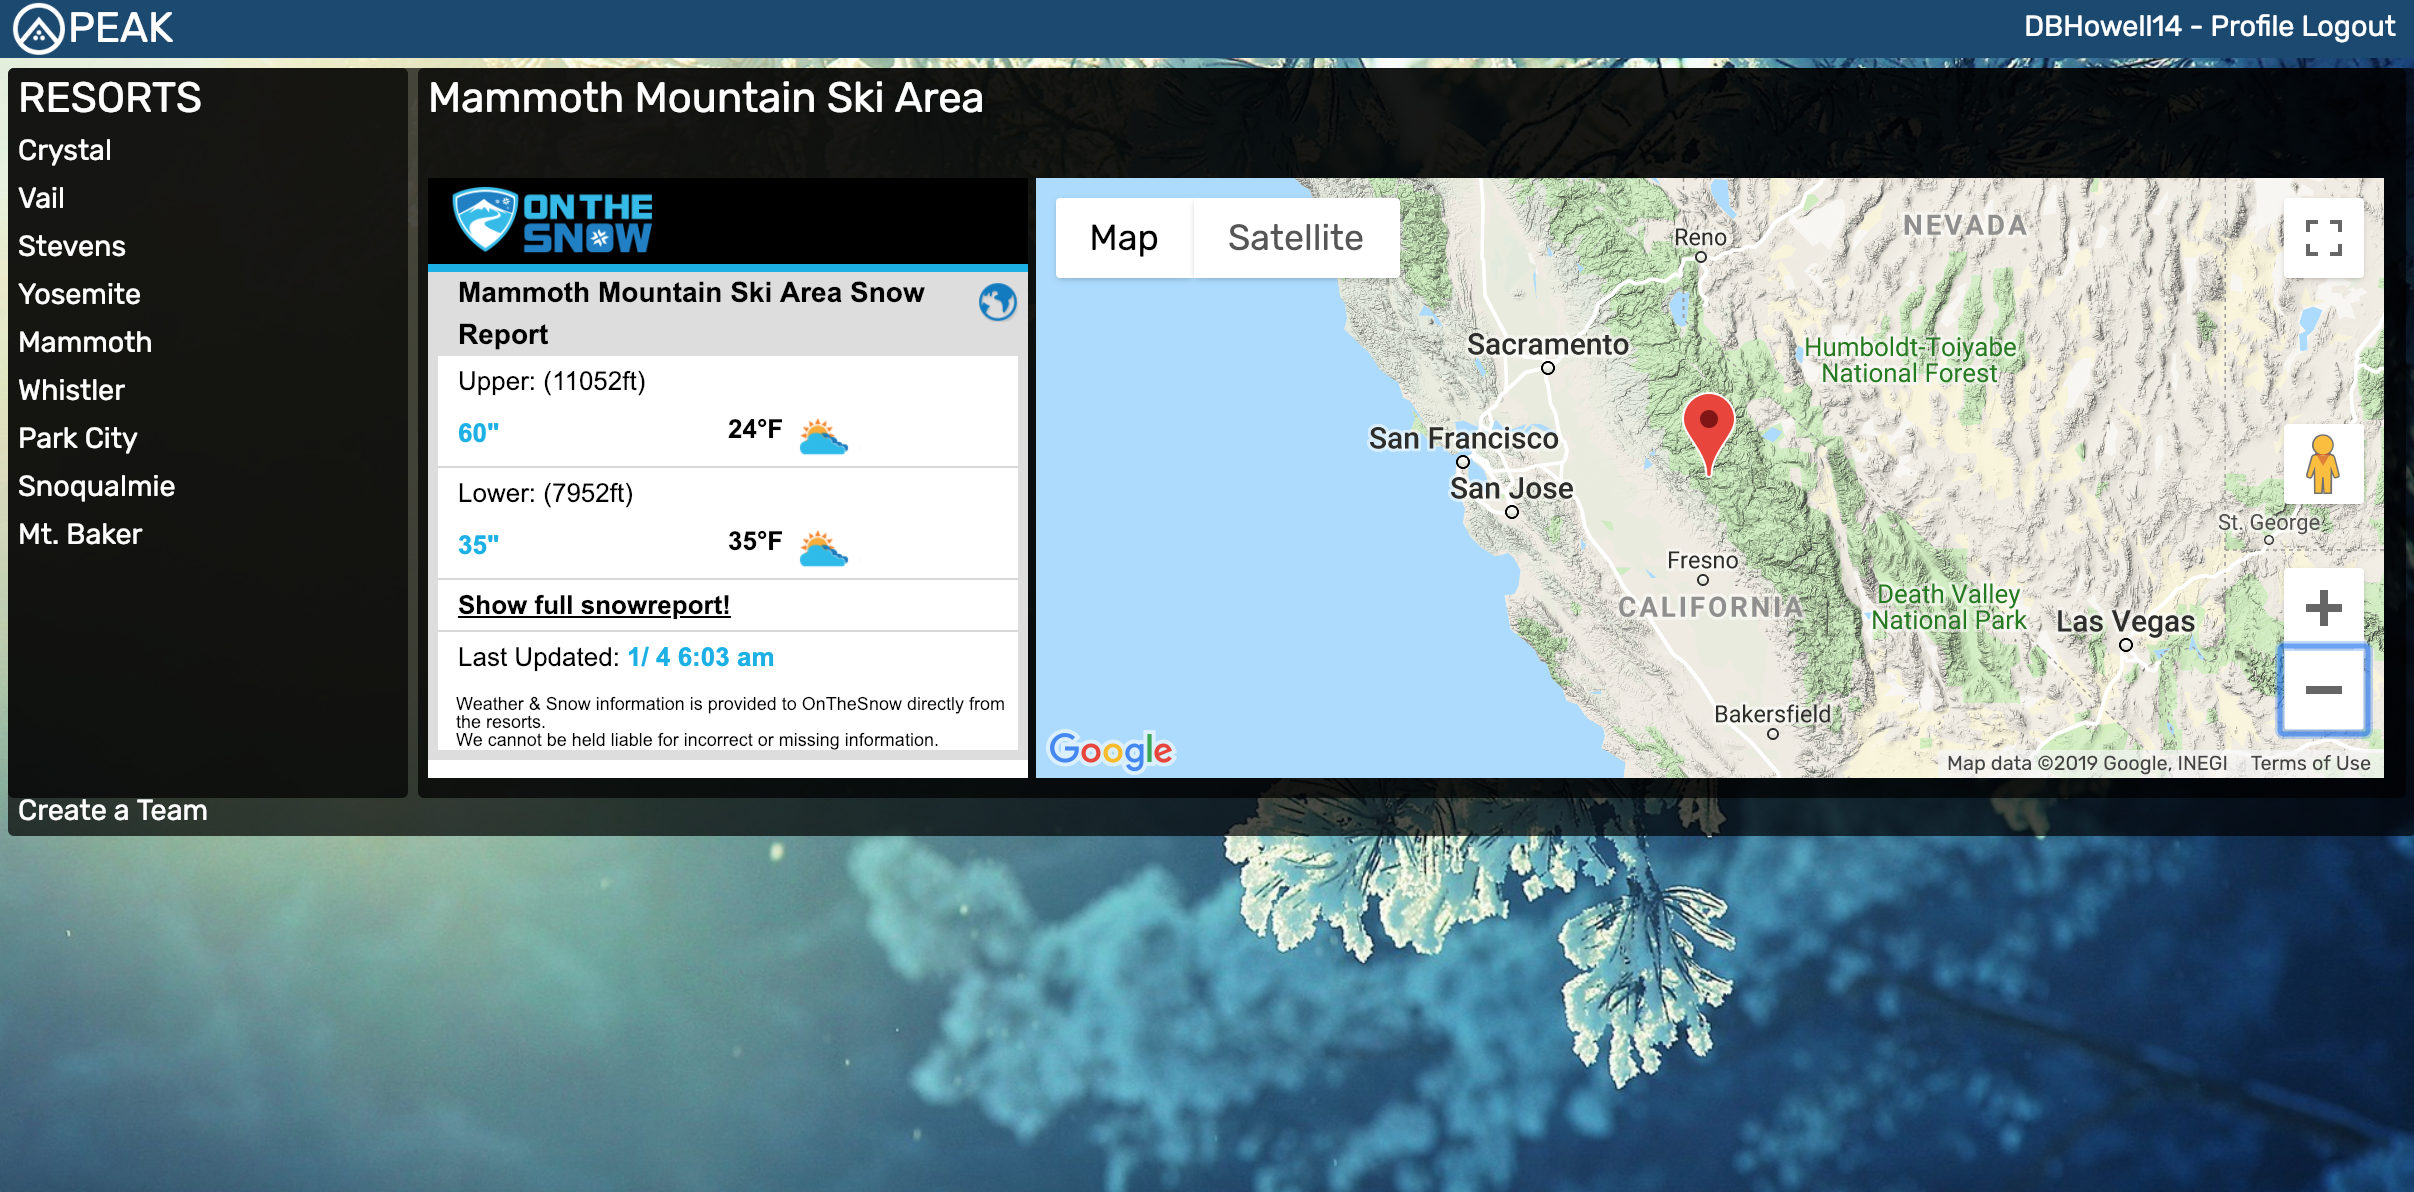 PEAK
DBHowell14 - Profile Logout
RESORTS
Crystal
Vail
Stevens
Yosemite
Mammoth
Whistler
Park City
Snoqualmie
Mt. Baker
Create a Team
Mammoth Mountain Ski Area
ON THE
SNOW
Mammoth Mountain Ski Area Snow
Report
Upper: (11052ft)
60" 24°F
Lower: (7952ft)
35" 35°F
Show full snowreport!
Last Updated: 1/ 4 6:03 am
Weather & Snow information is provided to OnTheSnow directly from
the resorts.
We cannot be held liable for incorrect or missing information.
Map Satellite
NEVADA
Reno
Sacramento
Humboldt-Toiyabe
National Forest
San Francisco
San Jose
St. George
Fresno
CALIFORNIA
Death Valley
National Park
Las Vegas
Bakersfield
Google
Map data ©2019 Google, INEGI Terms of Use